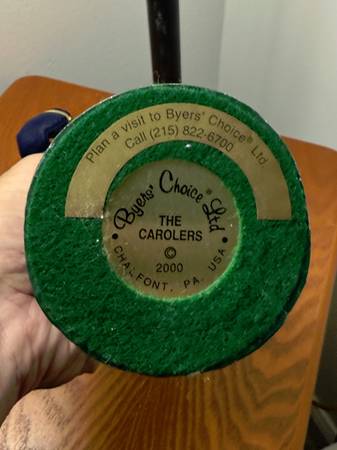 Plan a visit to Byers' Choice® Ltd.
Call (215) 822-6700
Byers' Choice® Ltd
THE
CAROLERS
©
2000
• CHALFONT, PA. USA •